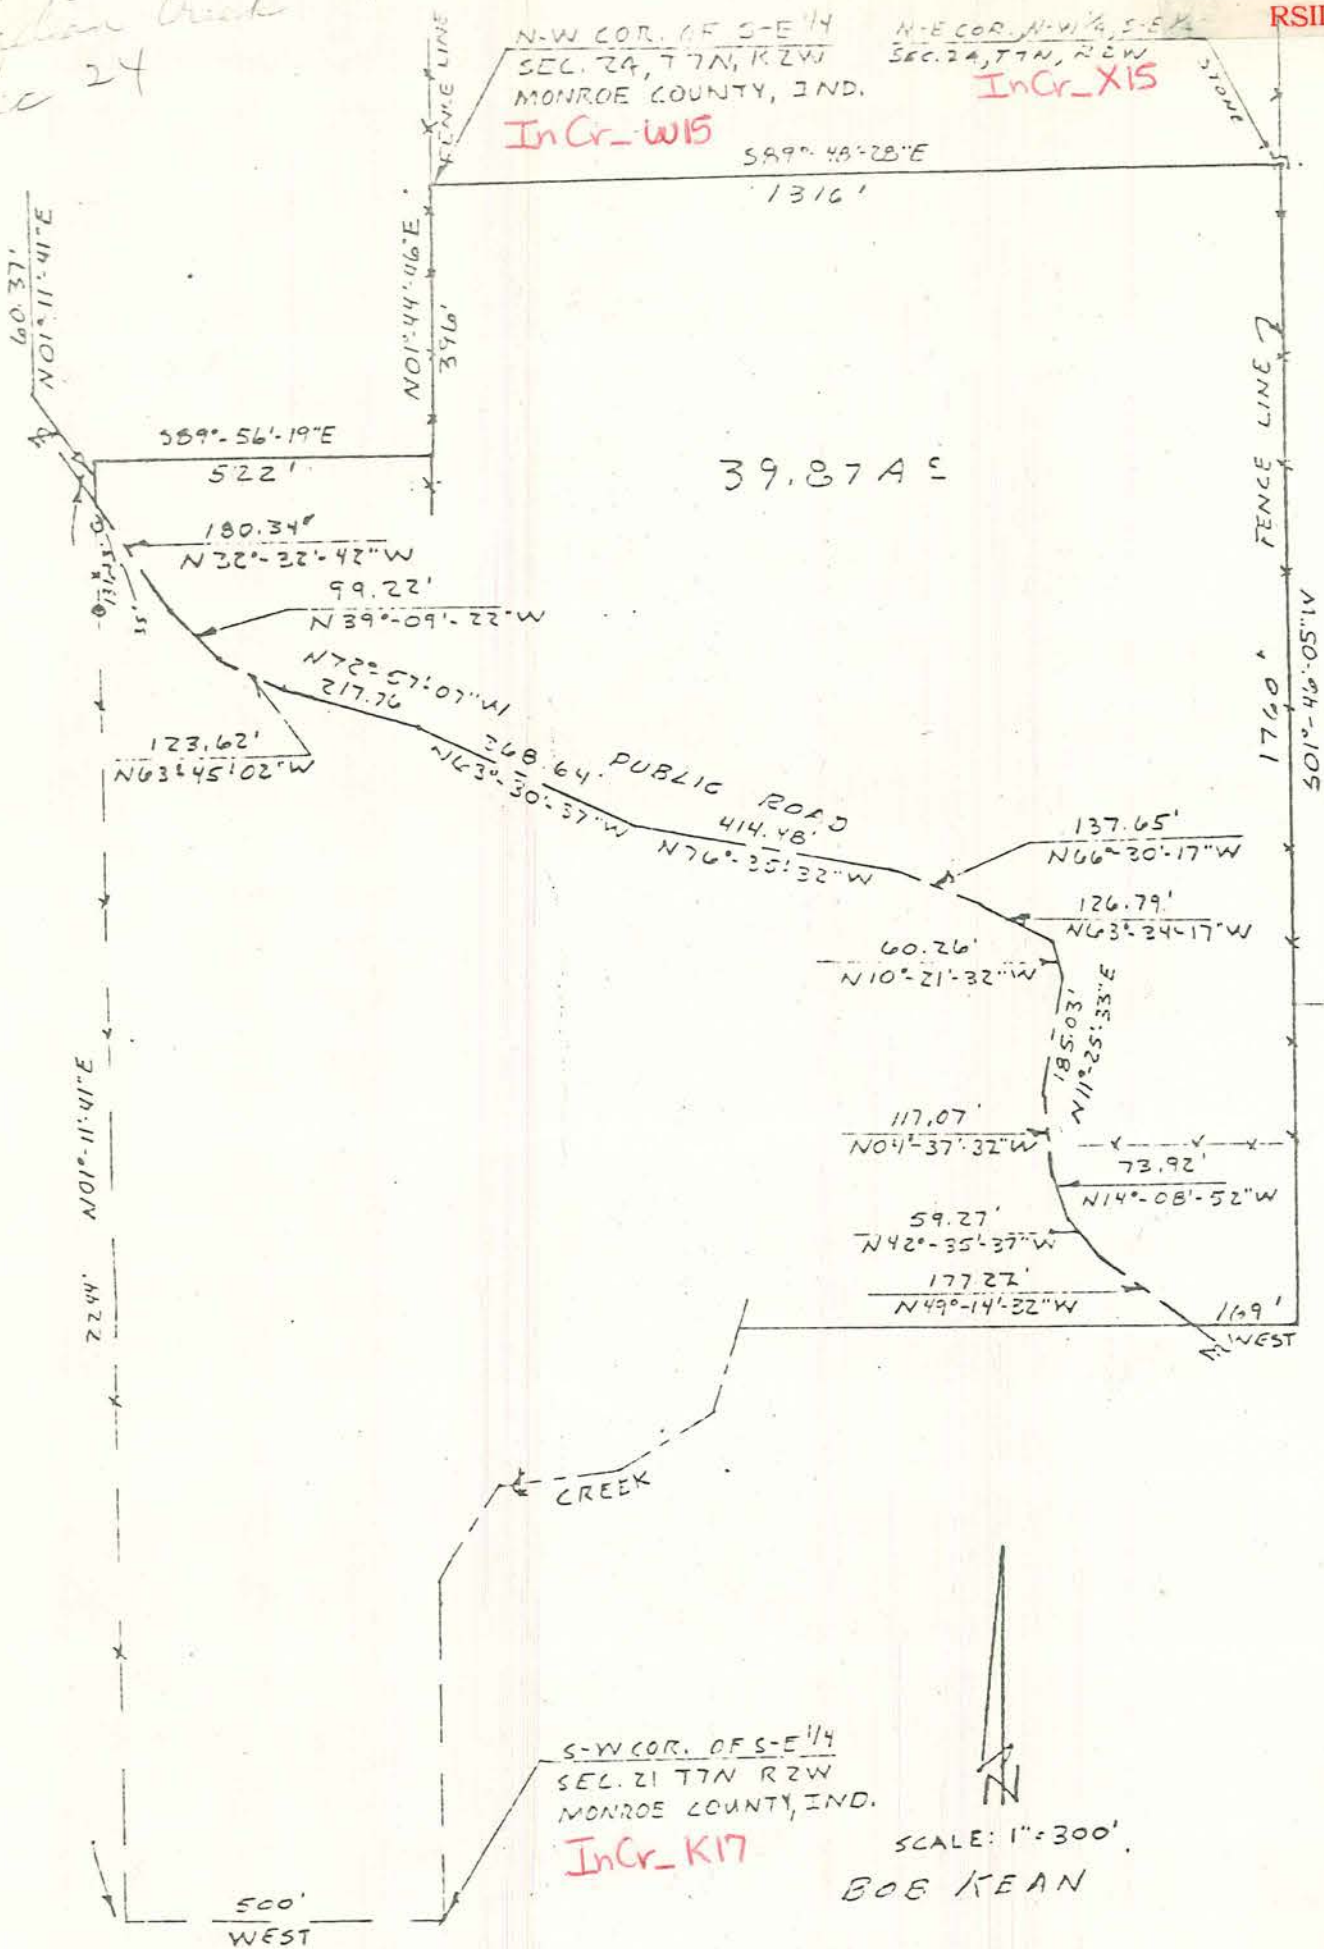 Creek
24
RSII
N-W COR. OF S-E 1/4
SEC. 24, T7N, R2W
MONROE COUNTY, IND.
InCr_W15
N-E COR. N-W 1/4, S-E 1/4
SEC. 24, T7N, R2W
InCr_X15
STONE
FENCE LINE
S89°-48'-28"E
1316'
60.37'
N01°-11'-41"E
N01°-44'-46"E
396'
S89°-56'-19"E
522'
39.87 A
FENCE LINE
1760'
S01°-46'-05"W
180.34'
N32°-32'-42"W
35'
99.22'
N39°-09'-22"W
N72°-57'-07"W
217.76
123.62'
N63°-45'-02"W
368.64'
N63°-30'-37"W
PUBLIC ROAD
414.48'
N76°-35'-32"W
137.65'
N66°-30'-17"W
126.79'
N63°-34-17"W
60.26'
N10°-21'-32"W
185.03'
N11°-25'-33"E
117.07'
N04°-37'-32"W
73.92'
N14°-08'-52"W
59.27'
N42°-35'-37"W
177.27'
N49°-14'-32"W
169'
WEST
2244' N01°-11'-41"E
CREEK
S-W COR. OF S-E 1/4
SEC. 21 T7N R2W
MONROE COUNTY, IND.
InCr_K17
N
SCALE: 1"=300'
BOB KEAN
500'
WEST